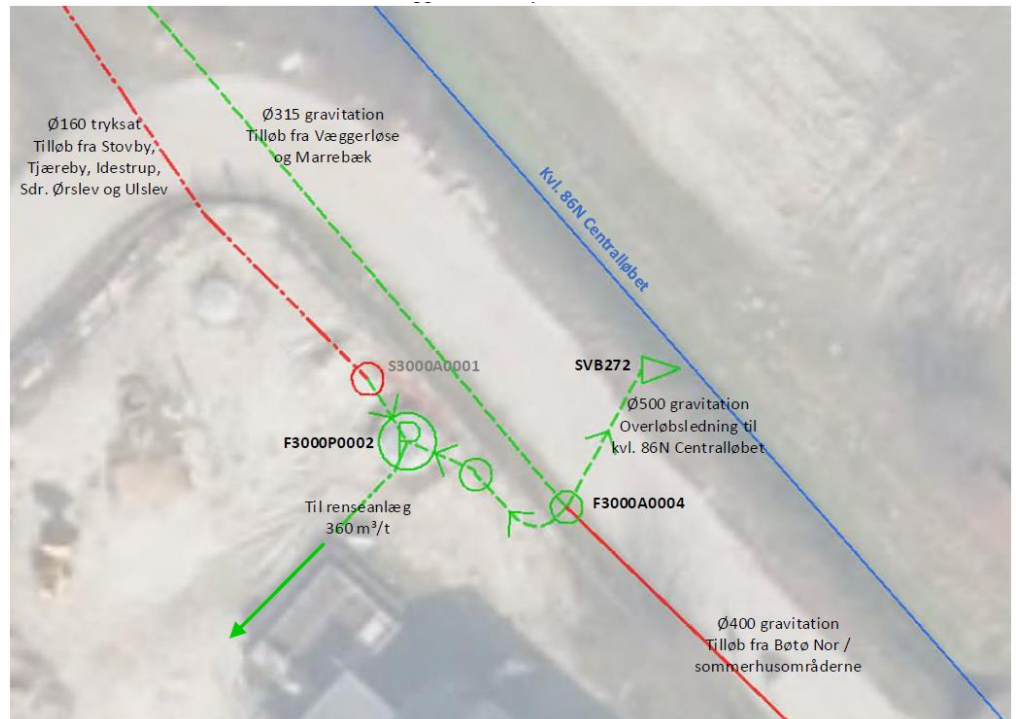 Ø160 tryksat
Tilløb fra Stovby,
Tjæreby, Idestrup,
Sdr. Ørslev og Ulslev
Ø315 gravitation
Tilløb fra Væggerløse
og Marrebæk
Kvl. 86N Centralløbet
S3000A0001
SVB272
Ø500 gravitation
Overløbsledning til
kvl. 86N Centralløbet
F3000P0002
P
F3000A0004
Til renseanlæg
360 m³/t
Ø400 gravitation
Tilløb fra Bøtø Nor /
sommerhusområderne